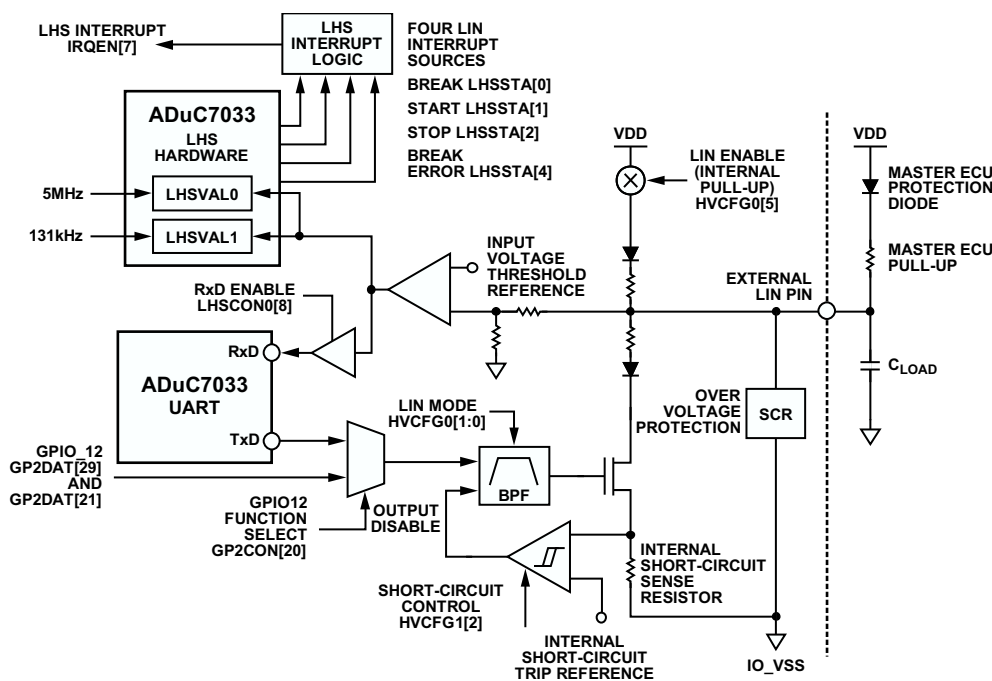 LHS INTERRUPT
IRQEN[7]
LHS
INTERRUPT
LOGIC
FOUR LIN
INTERRUPT
SOURCES
BREAK LHSSTA[0]
START LHSSTA[1]
STOP LHSSTA[2]
BREAK
ERROR LHSSTA[4]
ADuC7033
LHS
HARDWARE
5MHz
LHSVAL0
131kHz
LHSVAL1
VDD
LIN ENABLE
(INTERNAL
PULL-UP)
HVCFG0[5]
VDD
MASTER ECU
PROTECTION
DIODE
MASTER ECU
PULL-UP
INPUT
VOLTAGE
THRESHOLD
REFERENCE
EXTERNAL
LIN PIN
RxD ENABLE
LHSCON0[8]
RxD
ADuC7033
UART
TxD
CLOAD
OVER
VOLTAGE
PROTECTION
SCR
LIN MODE
HVCFG0[1:0]
BPF
GPIO_12
GP2DAT[29]
AND
GP2DAT[21]
GPIO12
FUNCTION
SELECT
GP2CON[20]
OUTPUT
DISABLE
SHORT-CIRCUIT
CONTROL
HVCFG1[2]
INTERNAL
SHORT-CIRCUIT
SENSE
RESISTOR
INTERNAL
SHORT-CIRCUIT
TRIP REFERENCE
IO_VSS